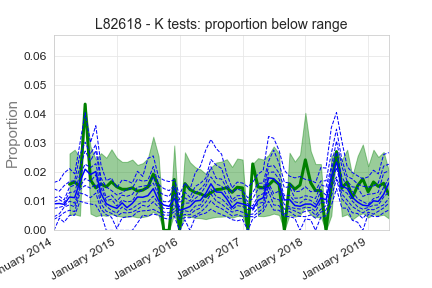 L82618 - K tests: proportion below range
Proportion
0.06
0.05
0.04
0.03
0.02
0.01
0.00
nuary 2014
January 2015
January 2016
January 2017
January 2018
January 2019